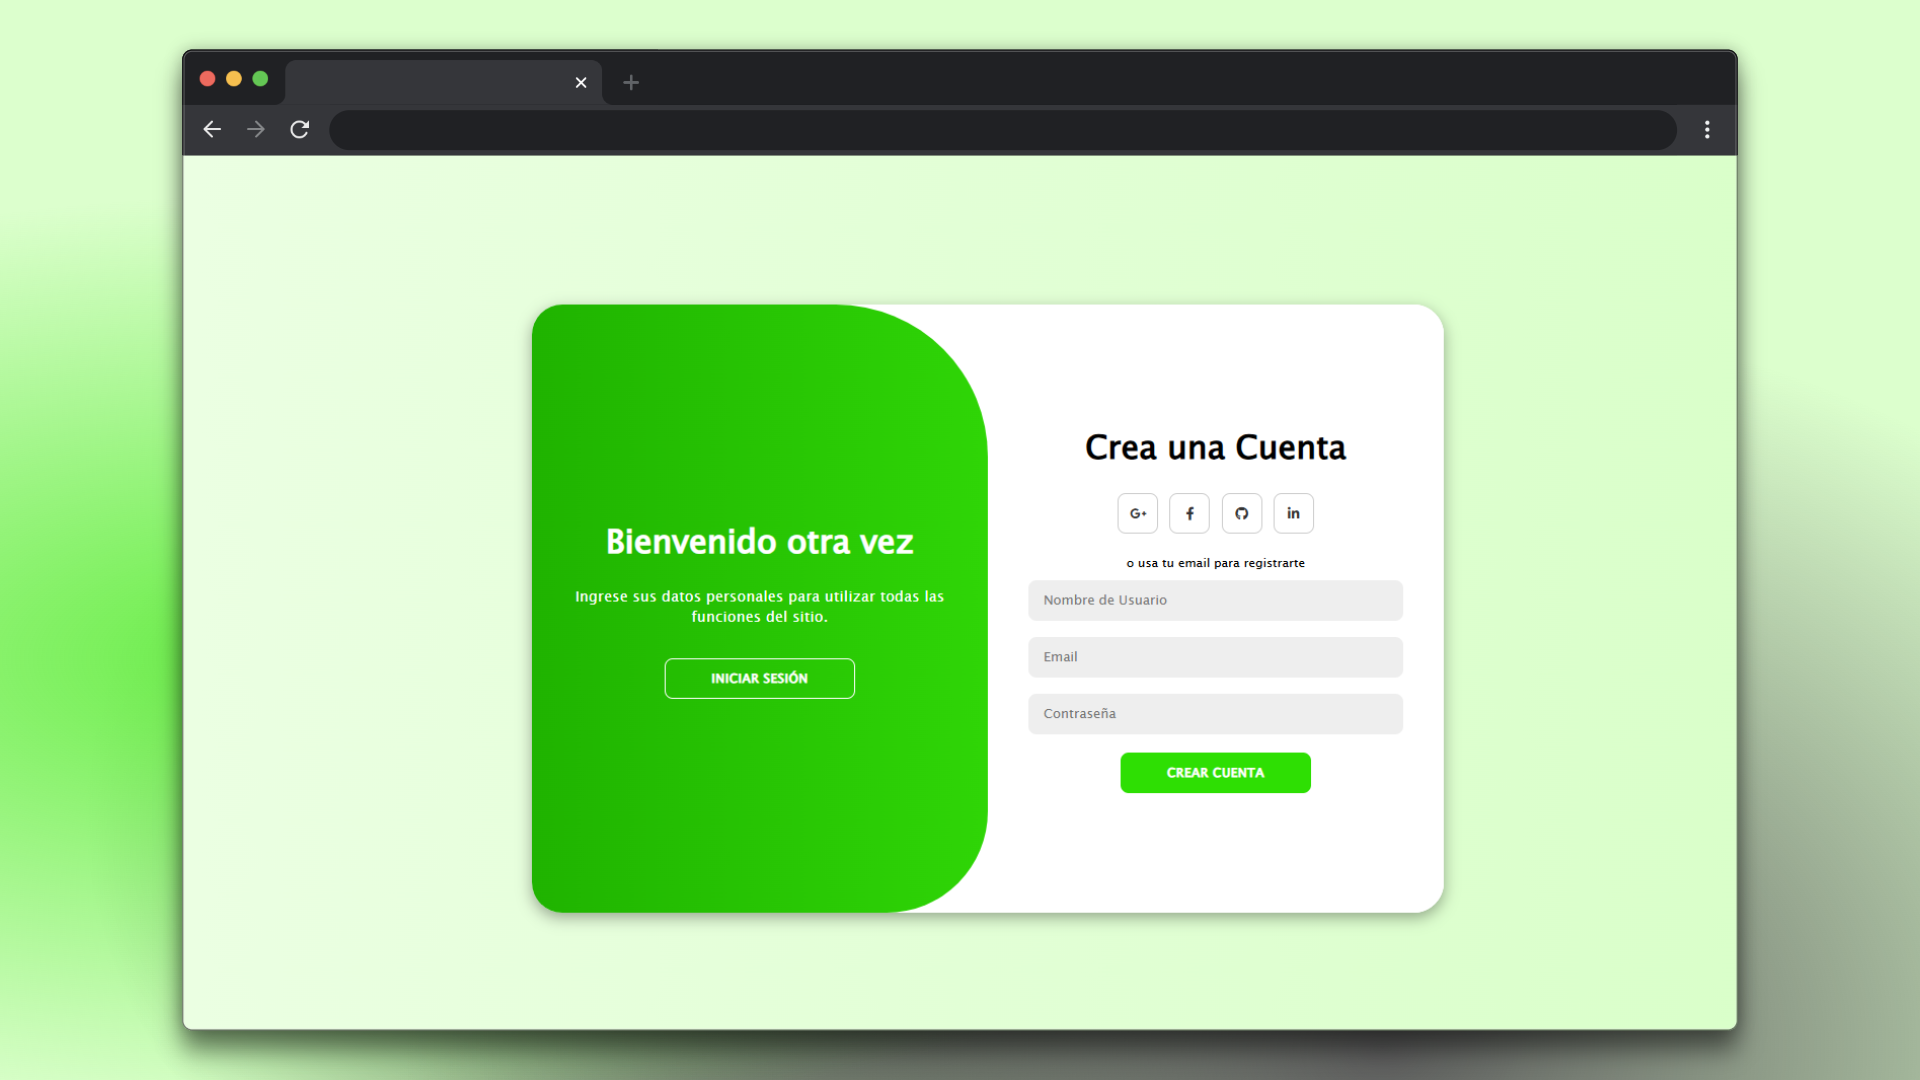 Bienvenido otra vez
Ingrese sus datos personales para utilizar todas las
funciones del sitio.
INICIAR SESIÓN
Crea una Cuenta
G+
f
in
o usa tu email para registrarte
Nombre de Usuario
Email
Contraseña
CREAR CUENTA